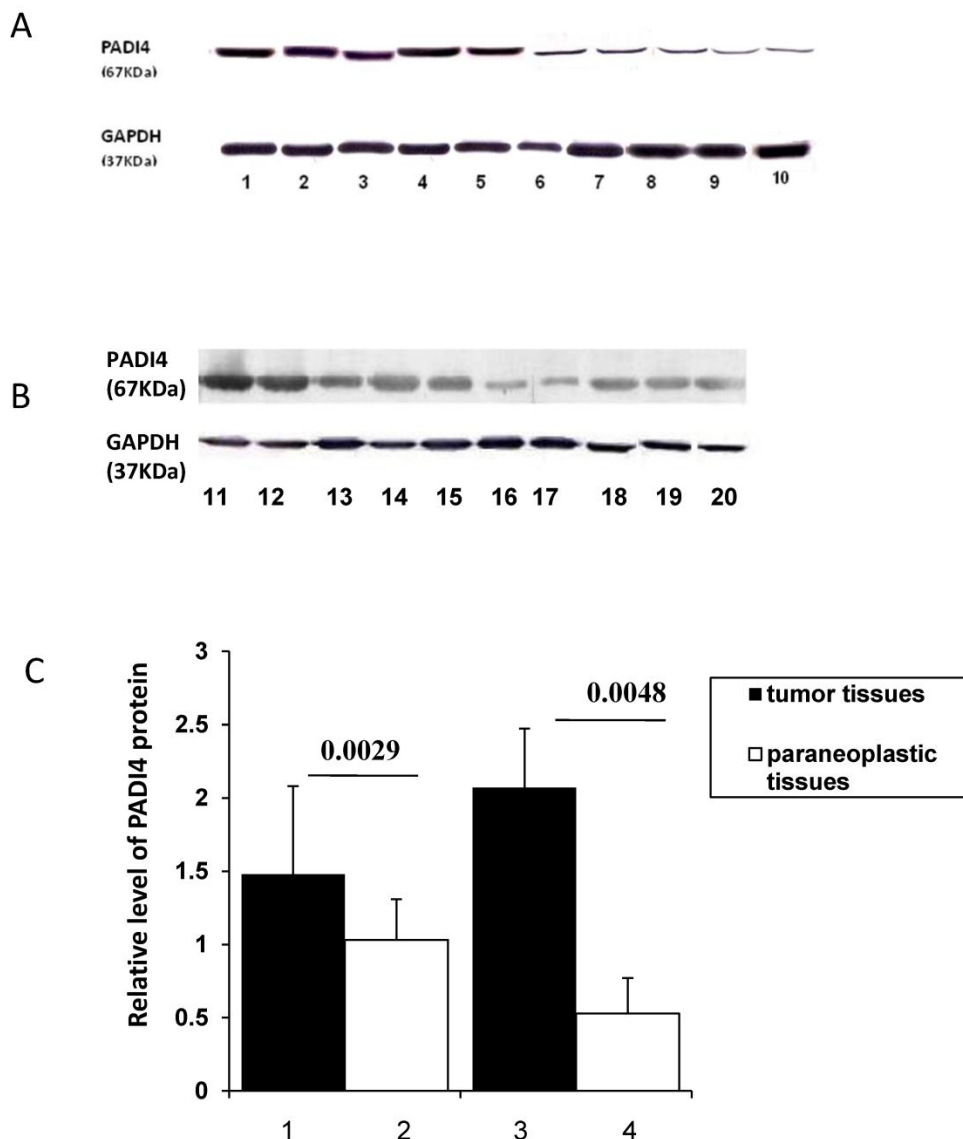 A
PADI4
(67KDa)
GAPDH
(37KDa)
1 2 3 4 5 6 7 8 9 10
B
PADI4
(67KDa)
GAPDH
(37KDa)
11 12 13 14 15 16 17 18 19 20
C
Relative level of PADI4 protein
3
2.5
2
1.5
1
0.5
0
0.0029
0.0048
1 2 3 4
tumor tissues
paraneoplastic
tissues